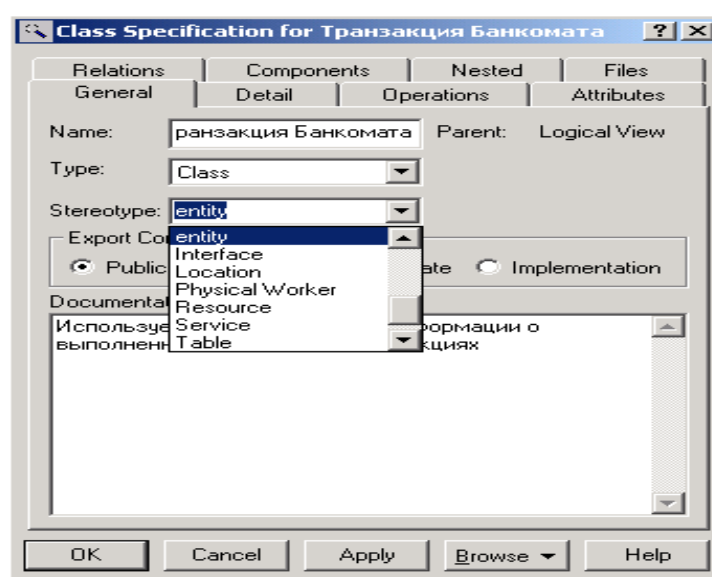 Class Specification for Транзакция Банкомата
Relations Components Nested Files
General Detail Operations Attributes
Name: ранзакция Банкомата Parent: Logical View
Type: Class
Stereotype: entity
Export Co
entity
Interface
Location
Physical Worker
Resource
Service
Table
Public ate Implementation
Documentat
Используе формации о
выполненн кциях
OK Cancel Apply Browse Help